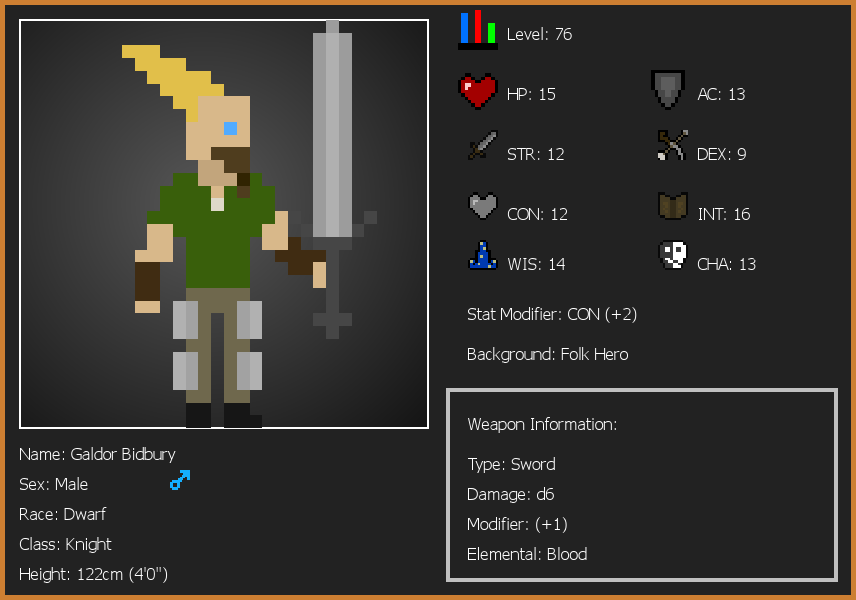 Level: 76
HP: 15
AC: 13
STR: 12
DEX: 9
CON: 12
INT: 16
WIS: 14
CHA: 13
Stat Modifier: CON (+2)
Background: Folk Hero
Weapon Information:
Type: Sword
Damage: d6
Modifier: (+1)
Elemental: Blood
Name: Galdor Bidbury
Sex: Male
Race: Dwarf
Class: Knight
Height: 122cm (4'0")